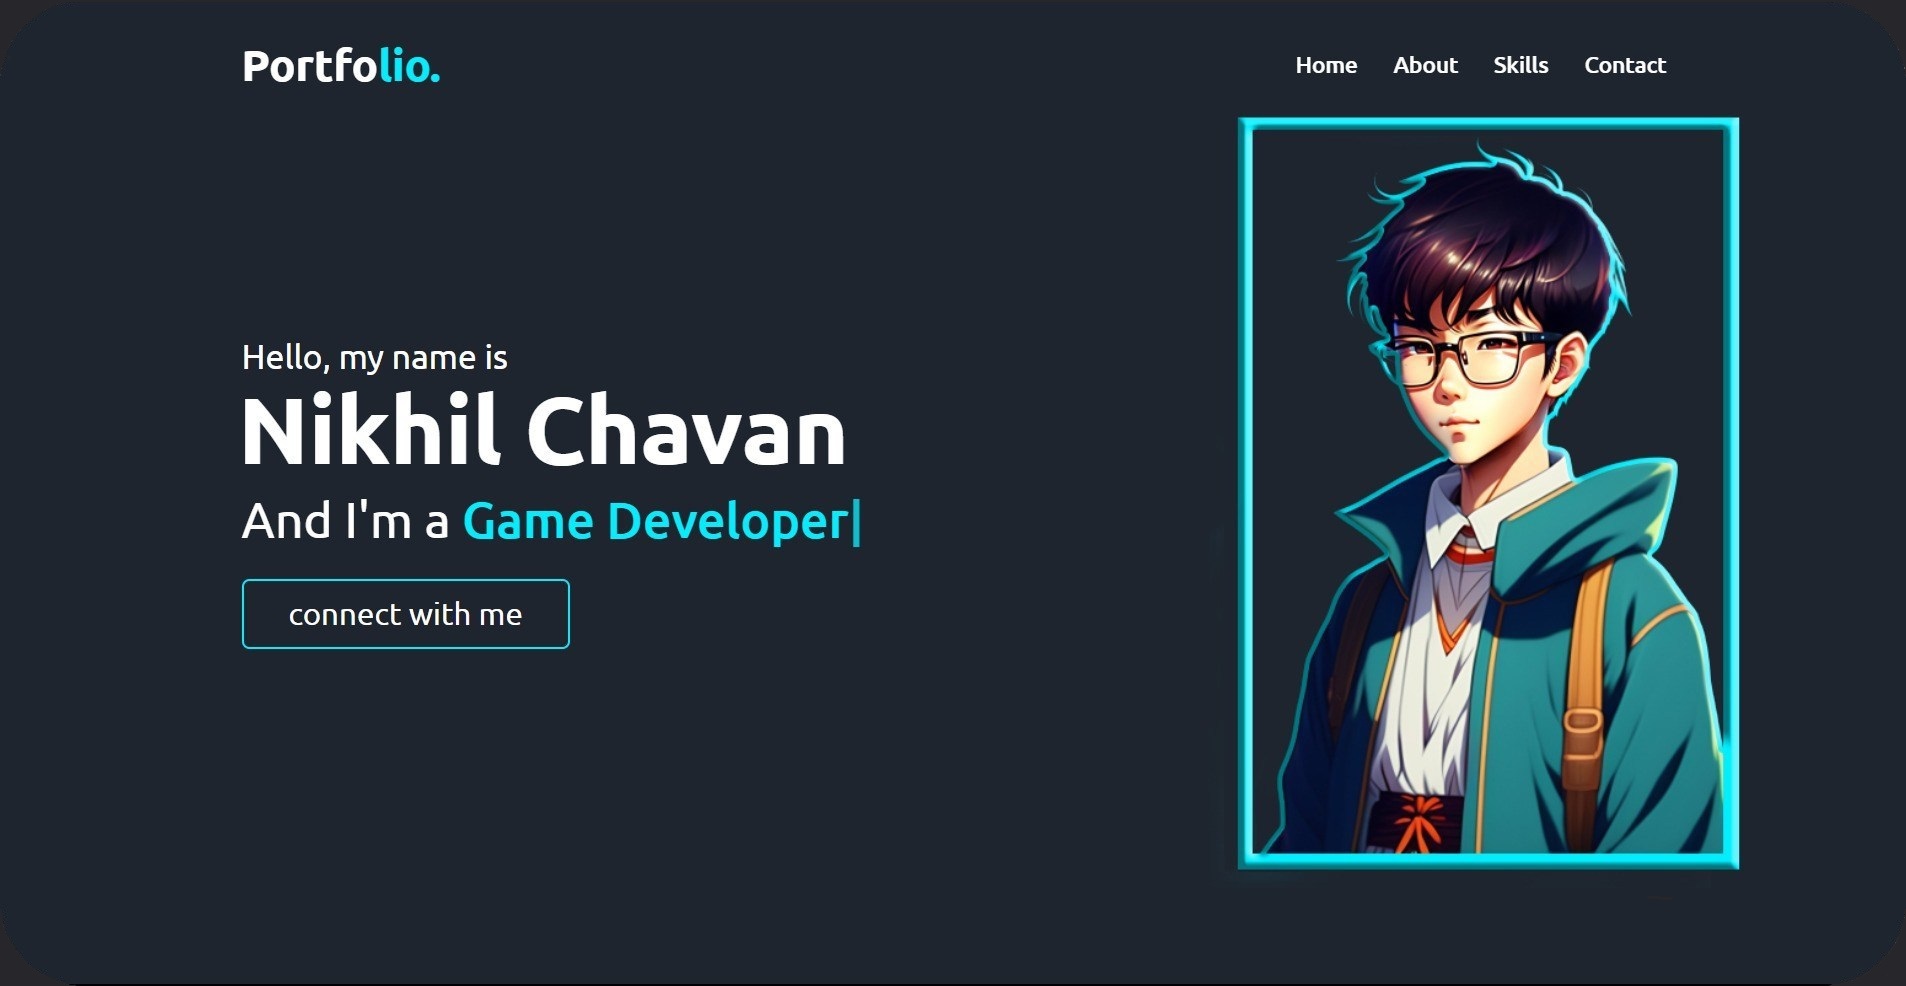 Portfolio.
Home About Skills Contact
Hello, my name is
Nikhil Chavan
And I'm a Game Developer|
connect with me